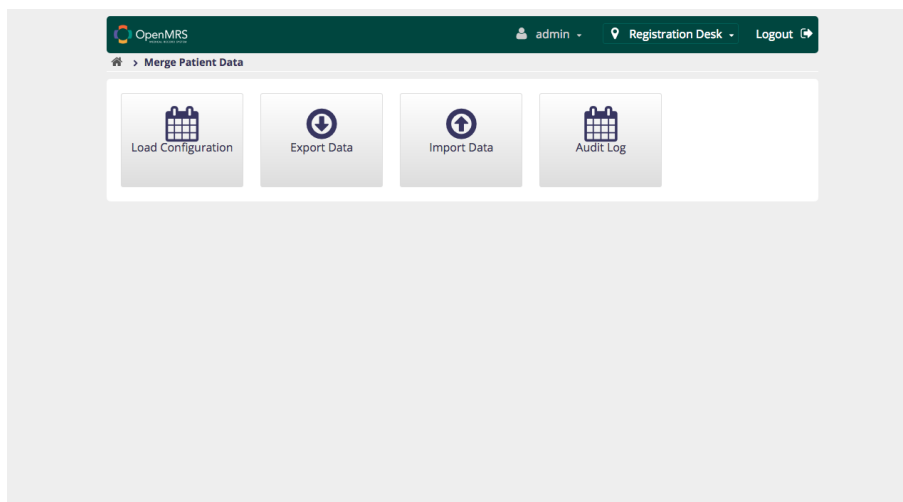 OpenMRS
admin
Registration Desk
Logout
> Merge Patient Data
Load Configuration
Export Data
Import Data
Audit Log